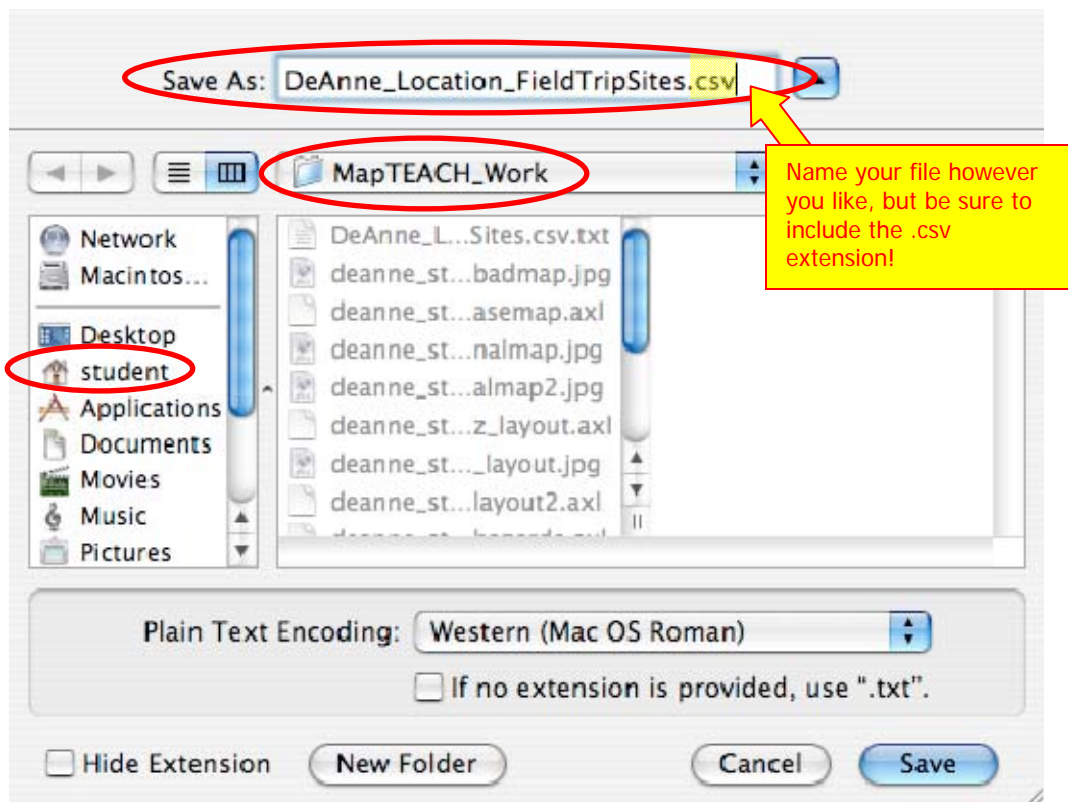 Save As: DeAnne_Location_FieldTripSites.csv
MapTEACH_Work
Name your file however
you like, but be sure to
include the .csv
extension!
Network
Macintos...
Desktop
student
Applications
Documents
Movies
Music
Pictures
DeAnne_L...Sites.csv.txt
deanne_st...badmap.jpg
deanne_st...asemap.axl
deanne_st...nalmap.jpg
deanne_st...almap2.jpg
deanne_st...z_layout.axl
deanne_st..._layout.jpg
deanne_st...layout2.axl
Plain Text Encoding: Western (Mac OS Roman)
If no extension is provided, use “.txt”.
Hide Extension
New Folder
Cancel
Save